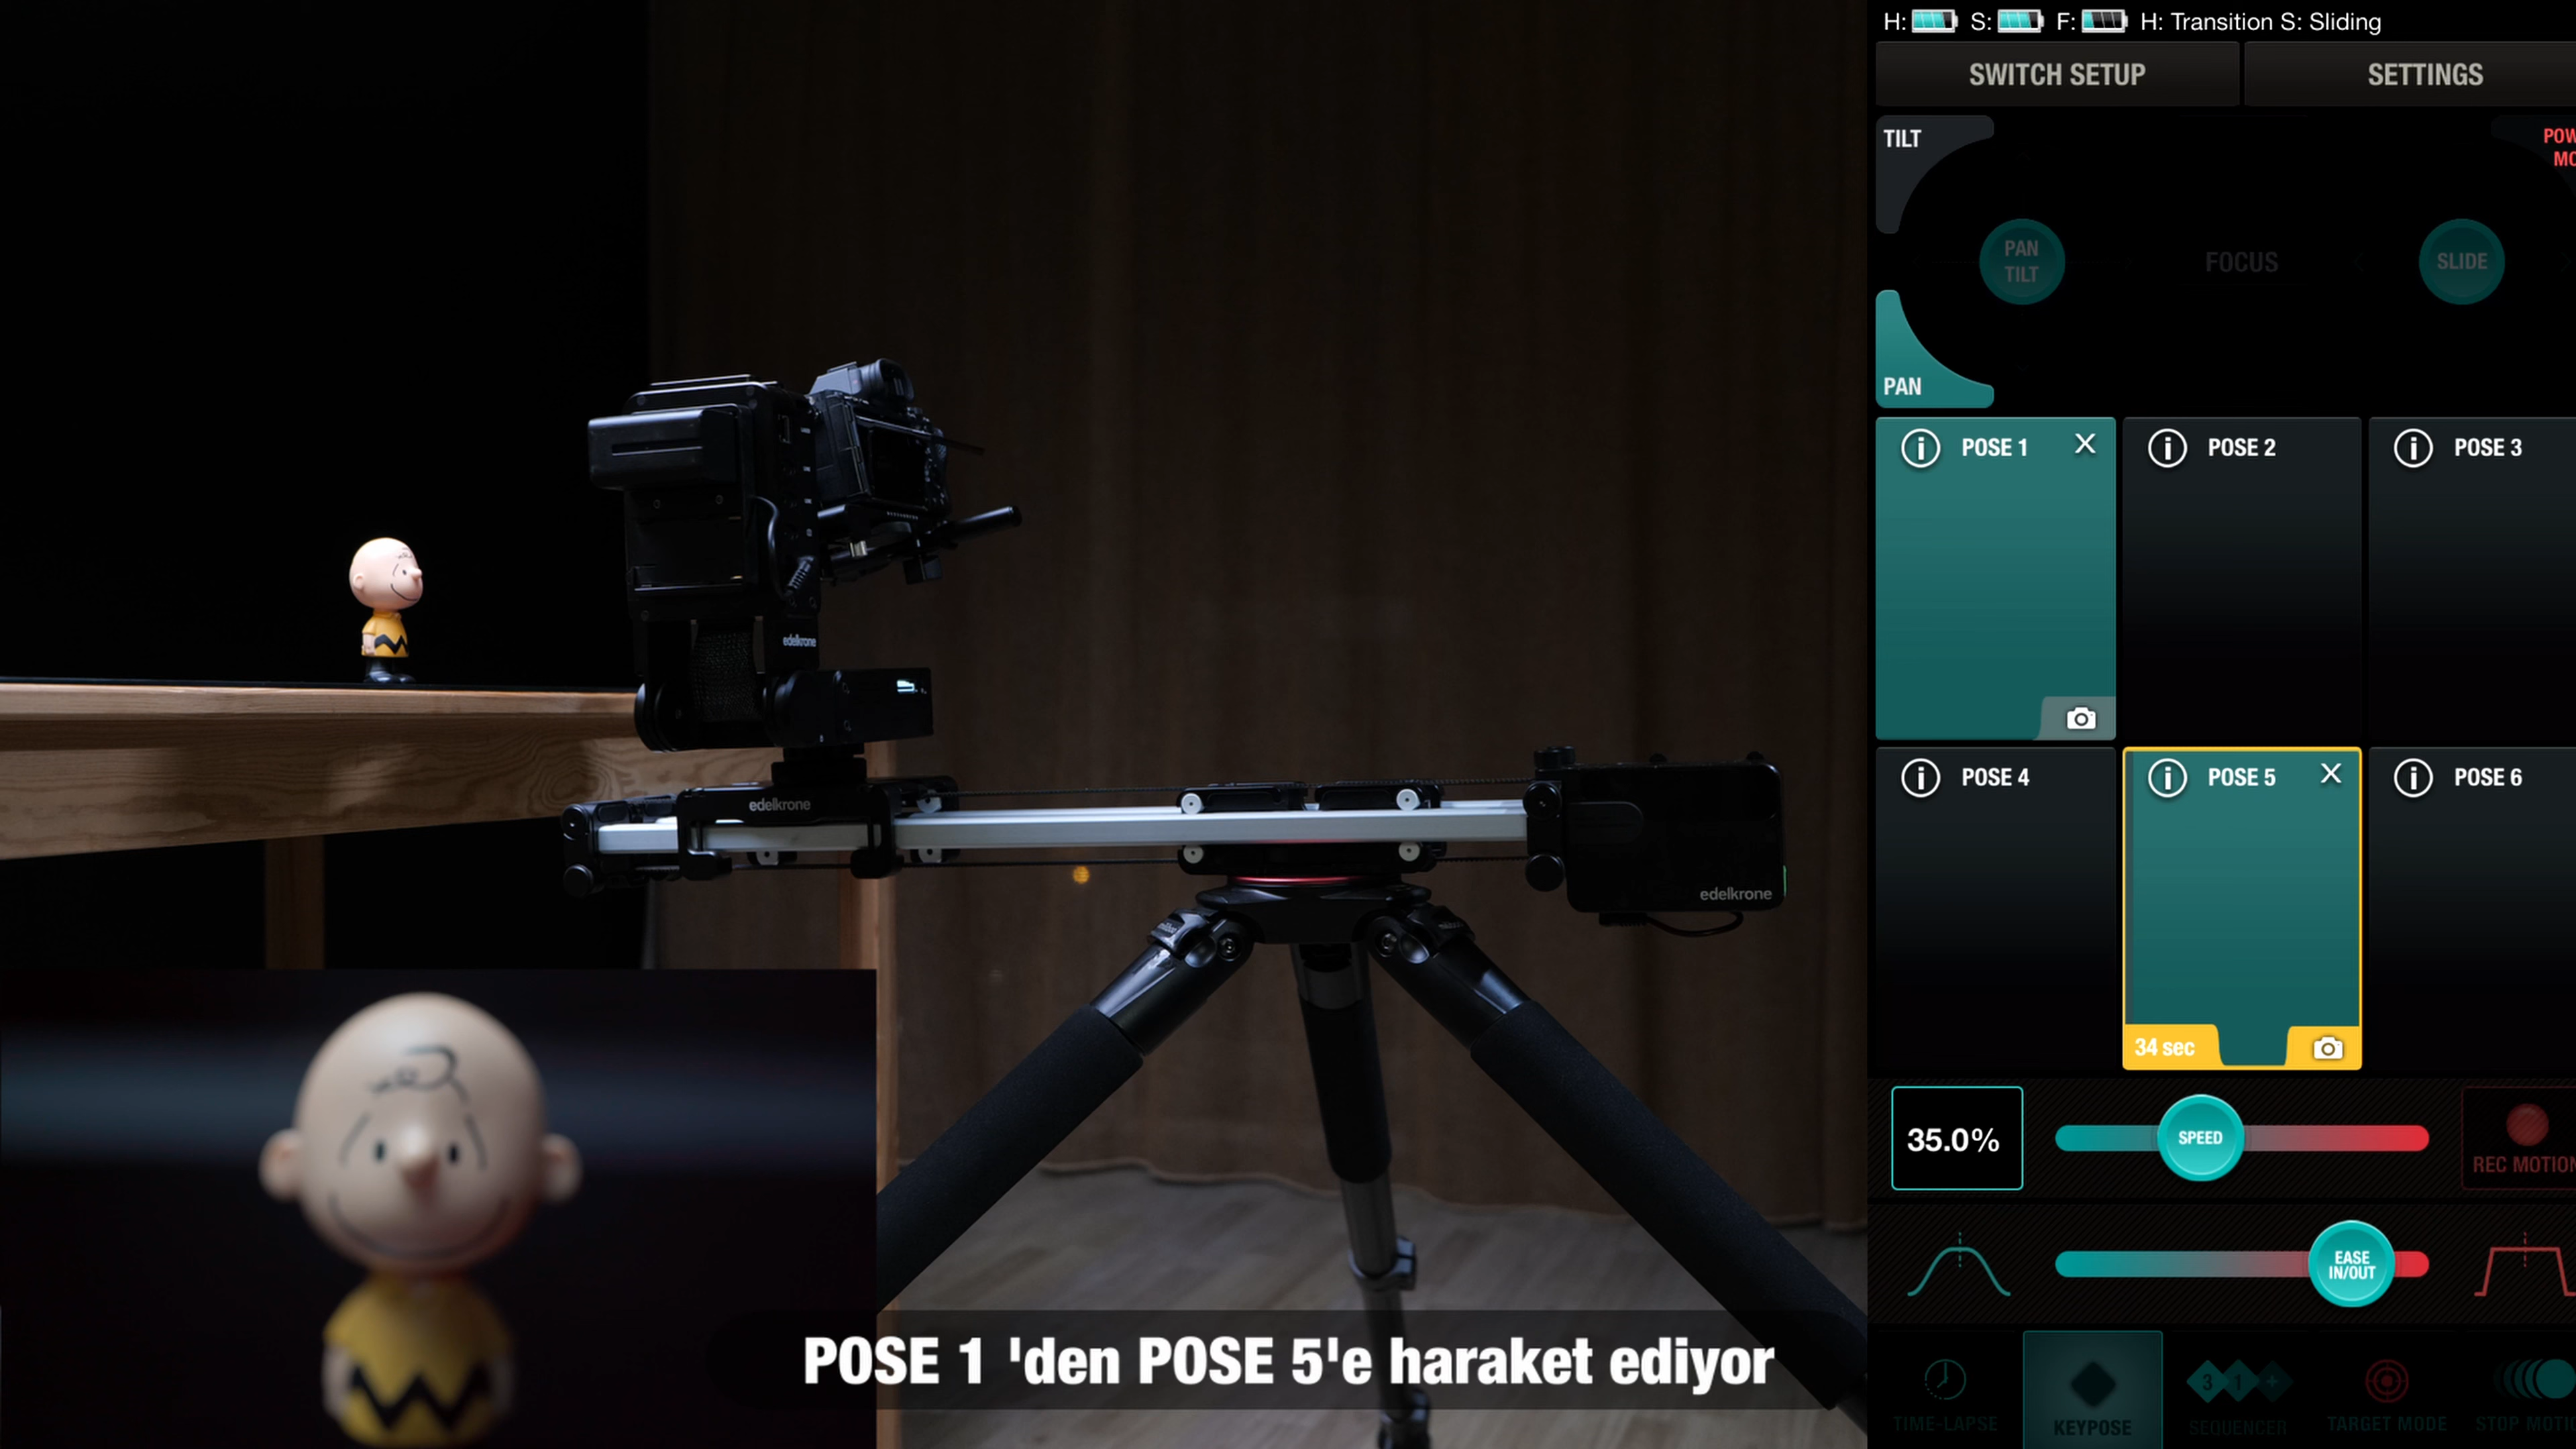 H: S: F: H: Transition S: Sliding
SWITCH SETUP
SETTINGS
TILT
PAN
TILT
FOCUS
SLIDE
PAN
POSE 1 X
POSE 2
POSE 3
POSE 4
POSE 5 X
POSE 6
34 sec
35.0%
SPEED
REC MOTION
EASE
IN/OUT
TIME-LAPSE
KEYPOSE
3 1 +
SEQUENCER
TARGET MODE
edelkrone
edelkrone
edelkrone
POSE 1 'den POSE 5'e haraket ediyor